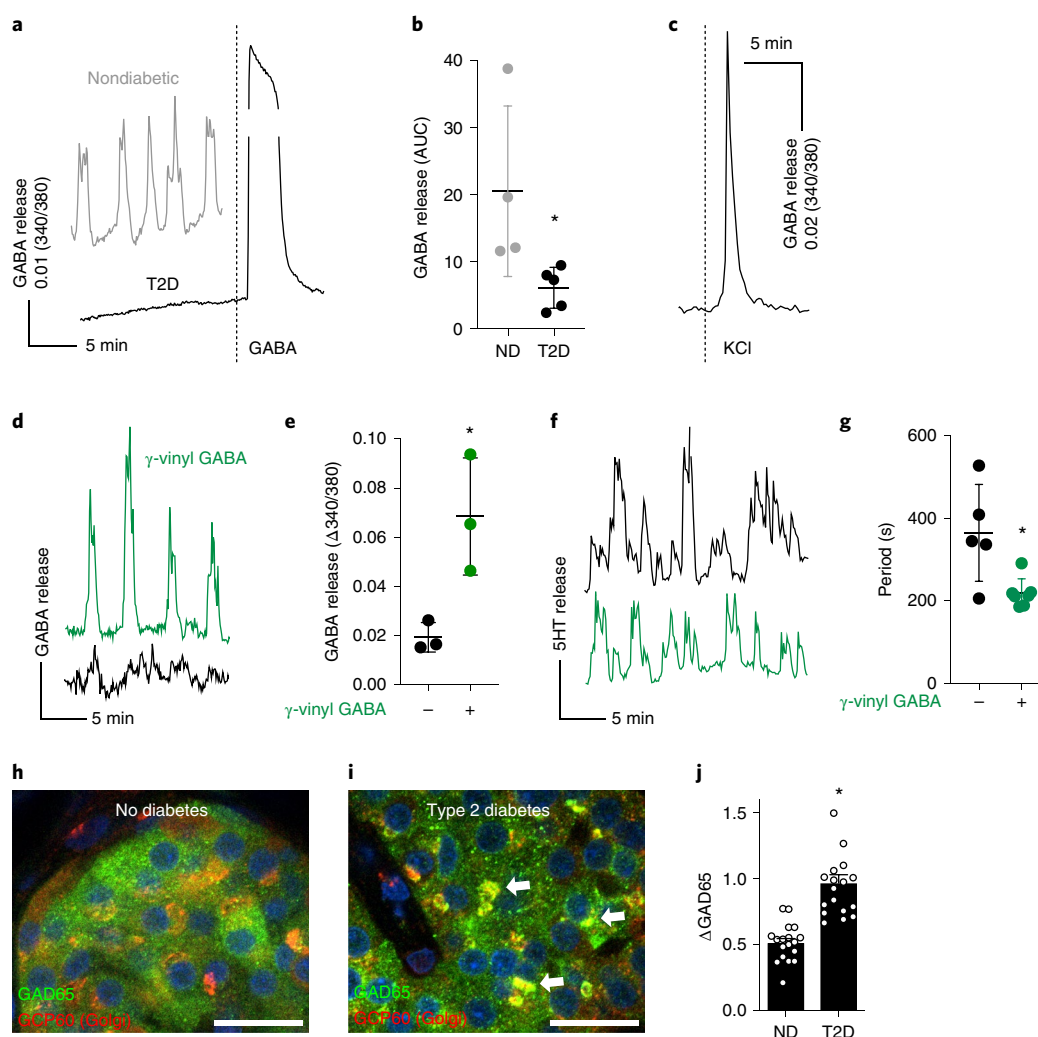 a
Nondiabetic
GABA release
0.01 (340/380)
T2D
5 min
GABA
b
GABA release (AUC)
40
30
20
10
0
*
ND
T2D
c
5 min
GABA release
0.02 (340/380)
KCl
d
γ-vinyl GABA
GABA release
5 min
e
GABA release (Δ340/380)
0.10
0.08
0.06
0.04
0.02
0.00
*
γ-vinyl GABA
–
+
f
5HT release
5 min
g
Period (s)
600
400
200
0
*
γ-vinyl GABA
–
+
h
No diabetes
GAD65
GCP60 (Golgi)
i
Type 2 diabetes
GAD65
GCP60 (Golgi)
j
ΔGAD65
1.5
1.0
0.5
0.0
*
ND
T2D